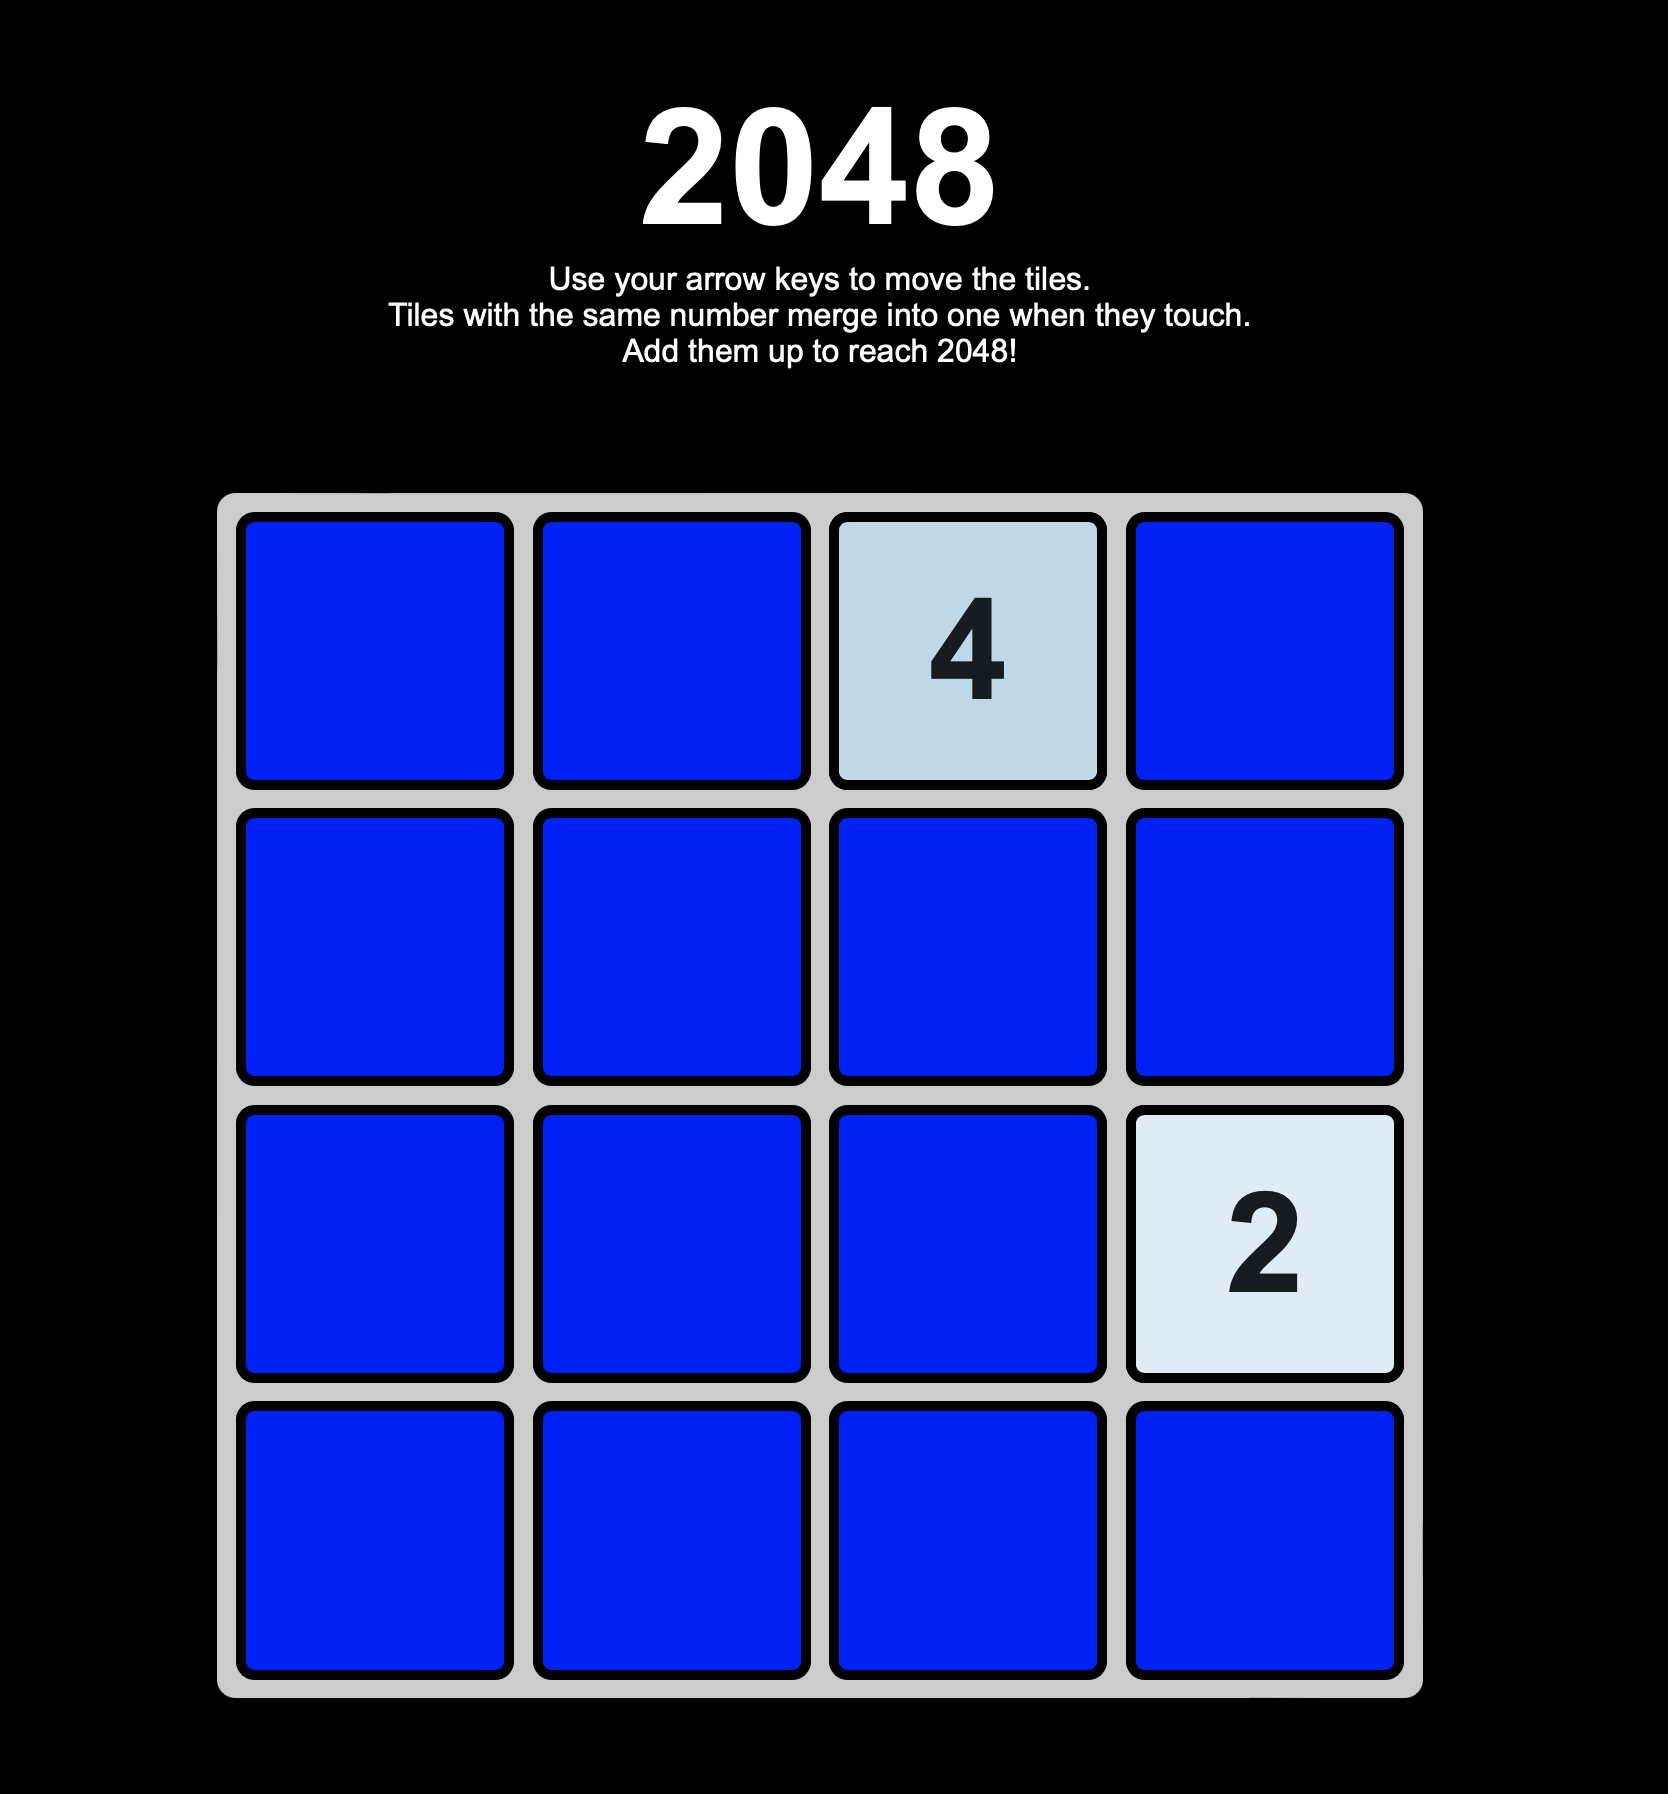 2048
Use your arrow keys to move the tiles.
Tiles with the same number merge into one when they touch.
Add them up to reach 2048!
4
2